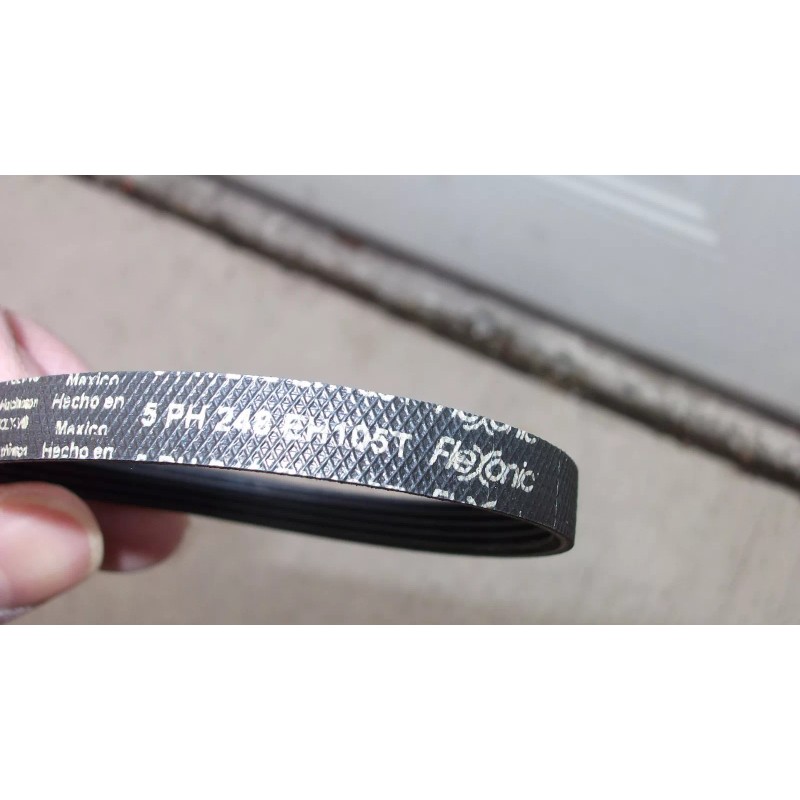 Mexico
Hecho en
Mexico
Hecho en
5 PH 248 EH105T
Flexonic